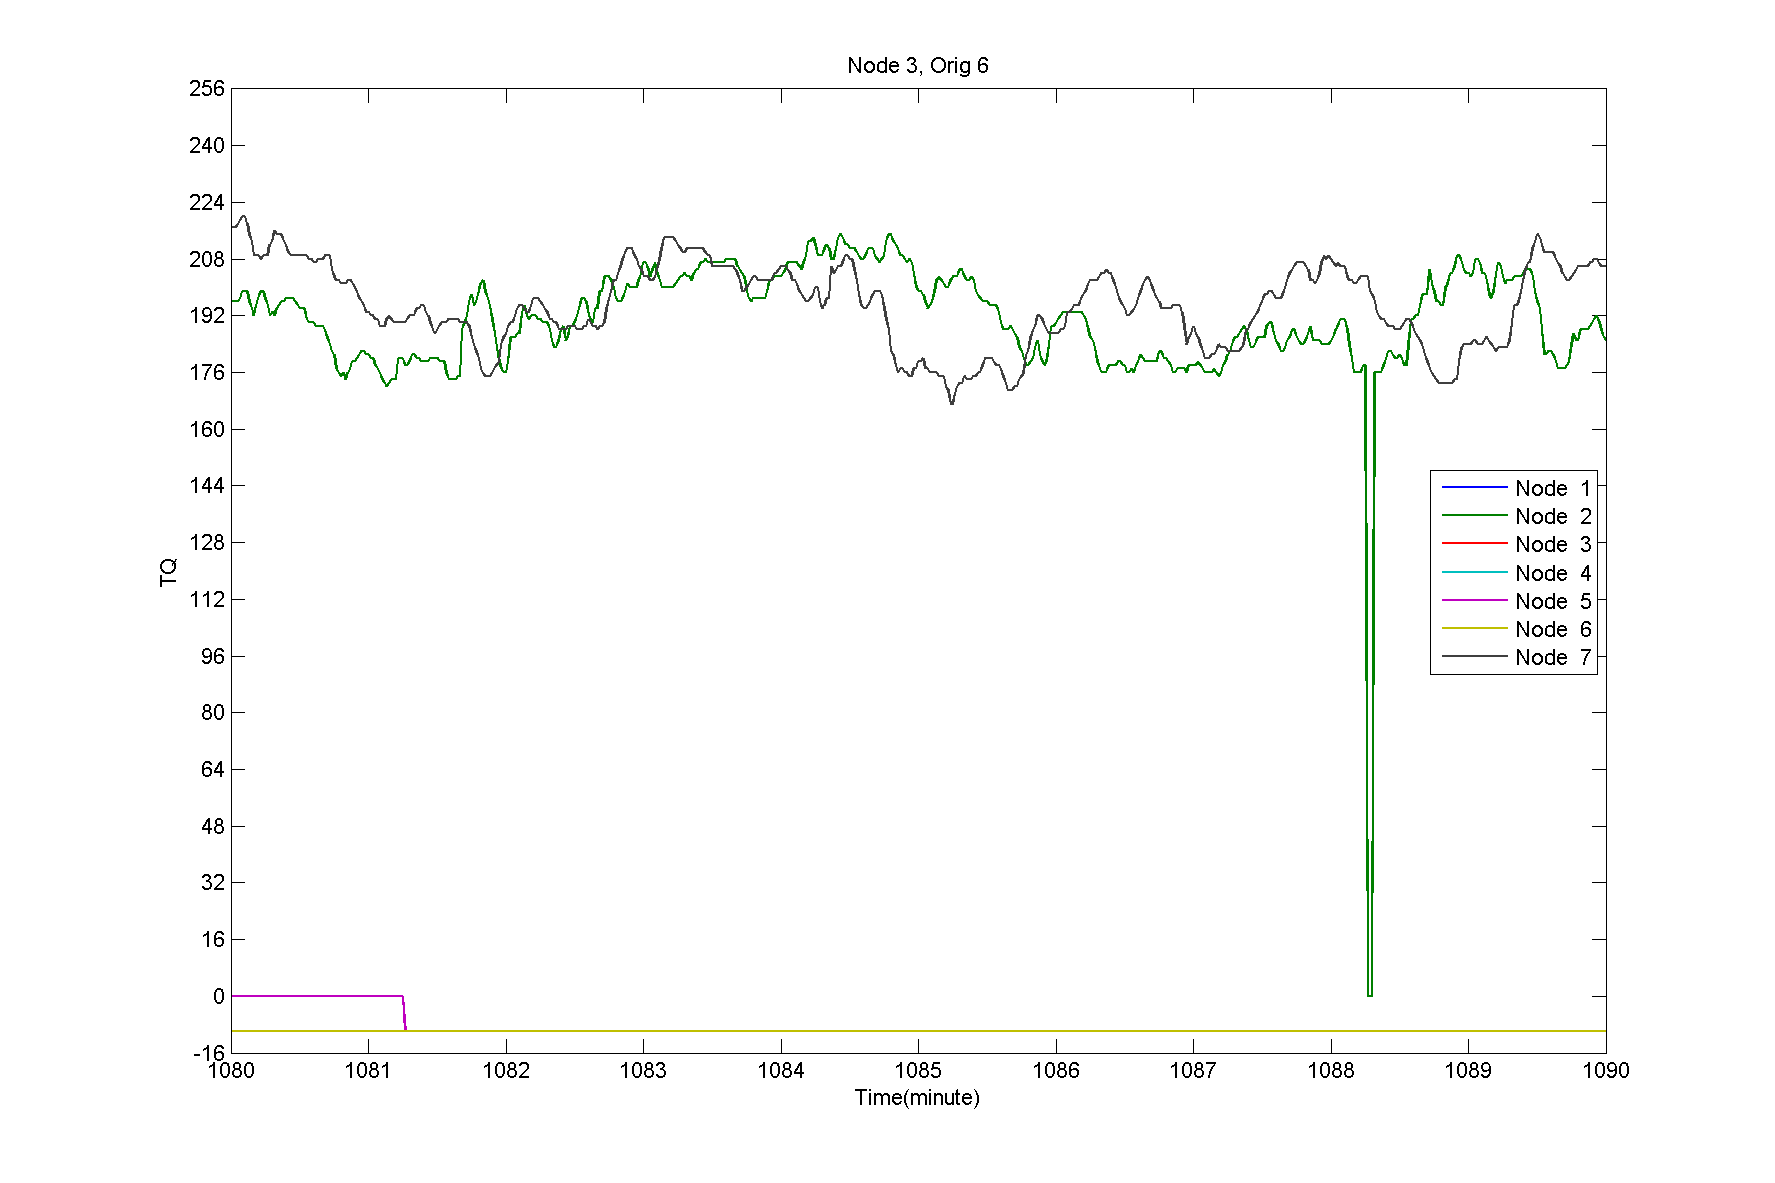 Node 3, Orig 6
256
240
224
208
192
176
160
144
128
112
96
80
64
48
32
16
0
-16
TQ
Node 1
Node 2
Node 3
Node 4
Node 5
Node 6
Node 7
1080 1081 1082 1083 1084 1085 1086 1087 1088 1089 1090
Time(minute)